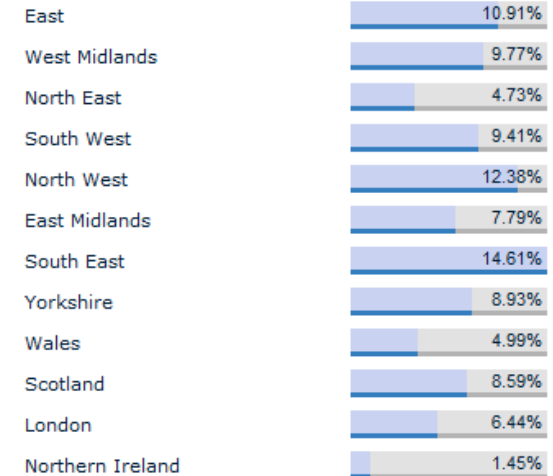 East 10.91%
West Midlands 9.77%
North East 4.73%
South West 9.41%
North West 12.38%
East Midlands 7.79%
South East 14.61%
Yorkshire 8.93%
Wales 4.99%
Scotland 8.59%
London 6.44%
Northern Ireland 1.45%